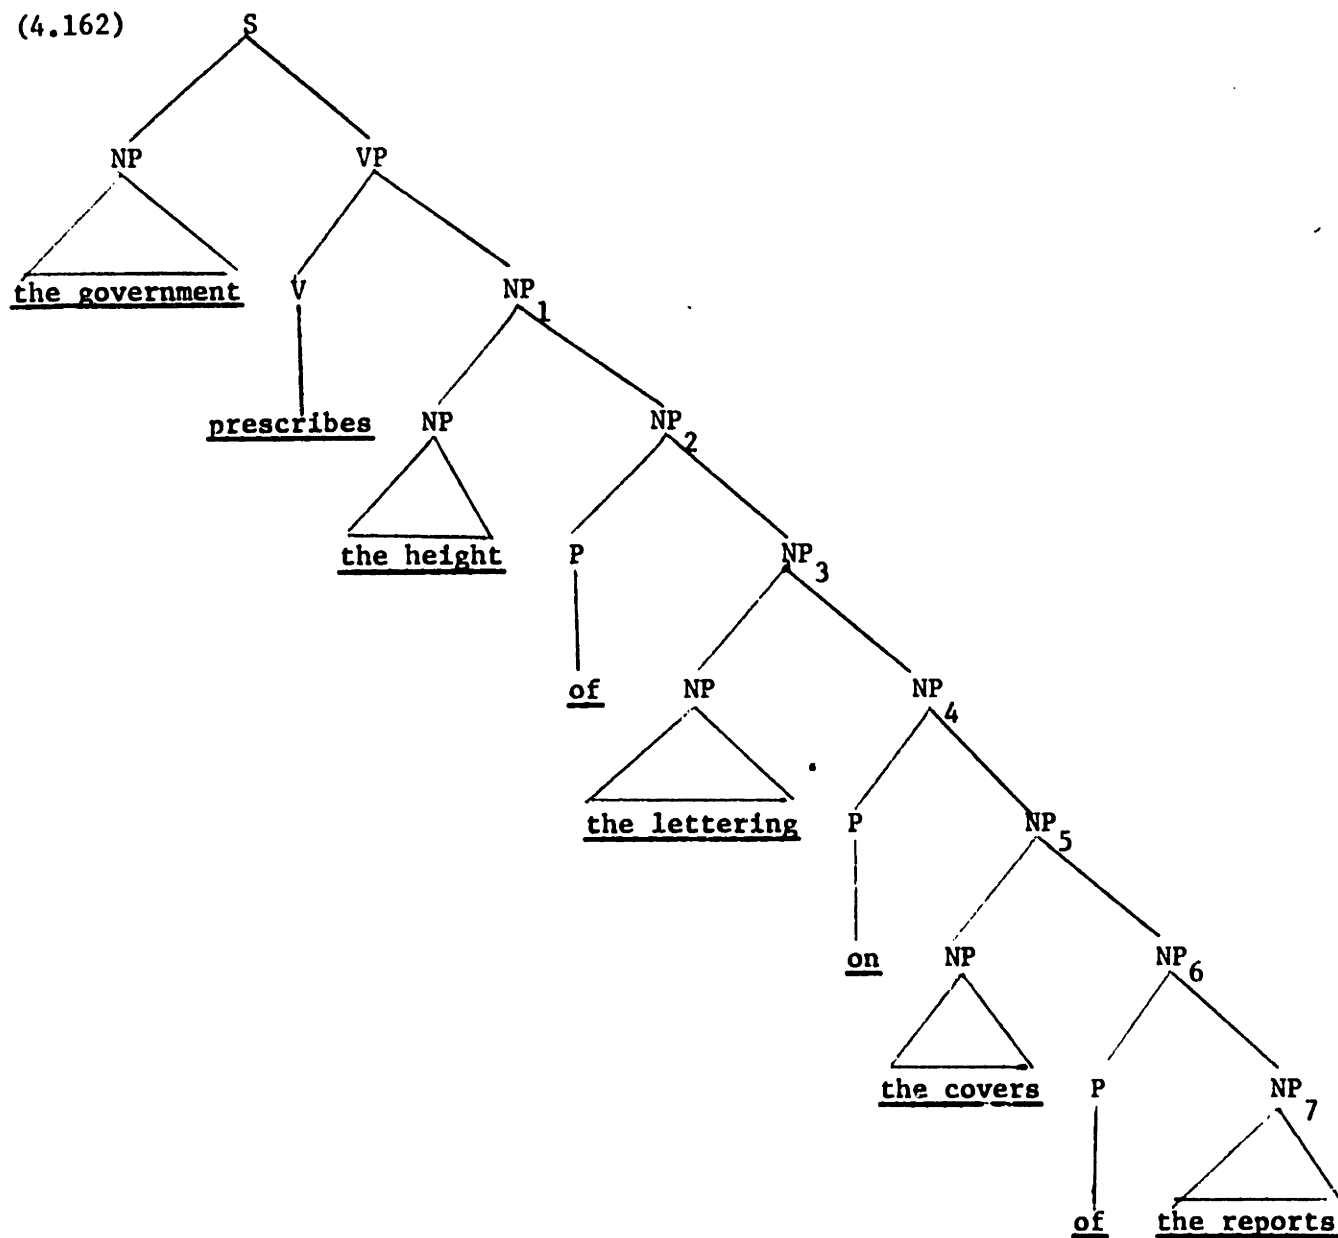 (4.162) S
NP VP
the government V NP1
prescribes NP NP2
the height P NP3
of NP NP4
the lettering P NP5
on NP NP6
the covers P NP7
of the reports